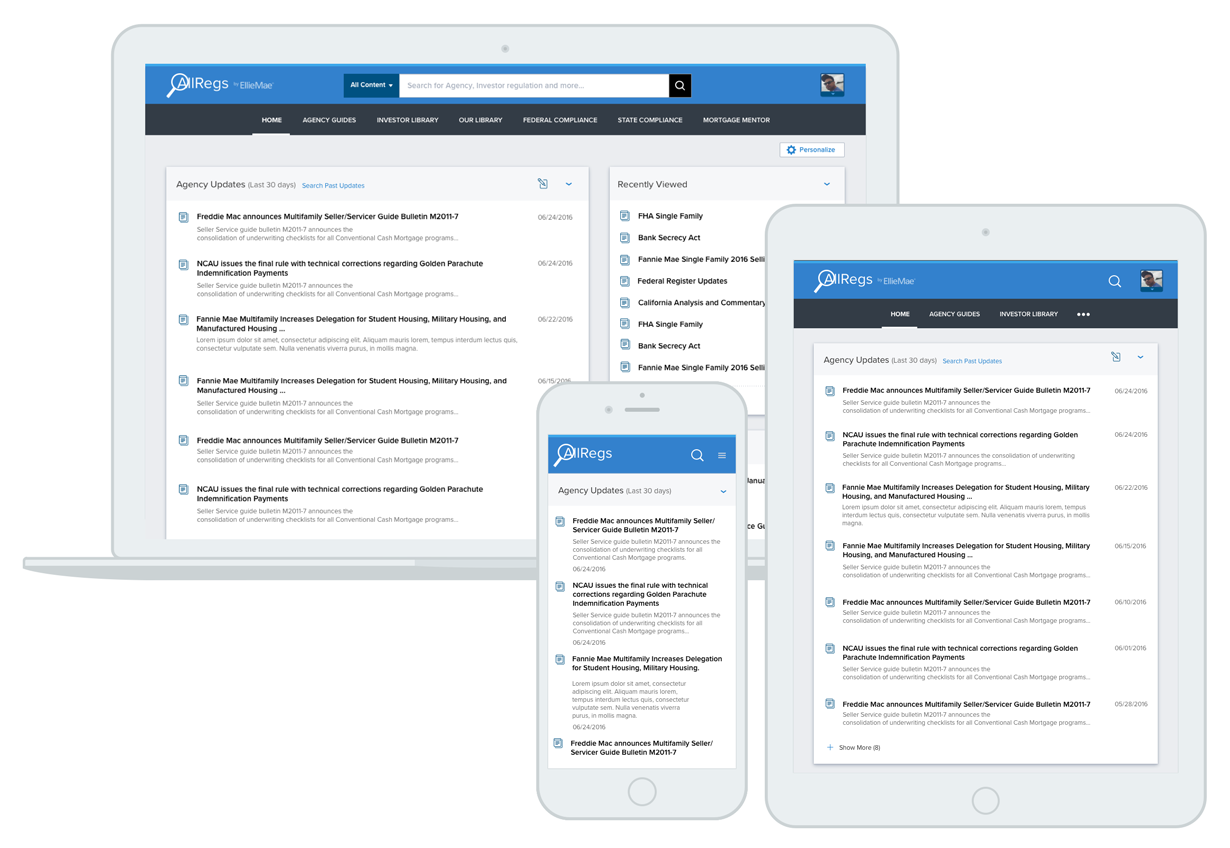 AllRegs by EllieMae
All Content
Search for Agency, Investor regulation and more...
HOME
AGENCY GUIDES
INVESTOR LIBRARY
OUR LIBRARY
FEDERAL COMPLIANCE
STATE COMPLIANCE
MORTGAGE MENTOR
Personalize
Agency Updates (Last 30 days) Search Past Updates
Freddie Mac announces Multifamily Seller/Servicer Guide Bulletin M2011-7
06/24/2016
Seller Service guide bulletin M2011-7 announces the
consolidation of underwriting checklists for all Conventional Cash Mortgage programs...
NCAU issues the final rule with technical corrections regarding Golden Parachute
06/24/2016
Indemnification Payments
Seller Service guide bulletin M2011-7 announces the
consolidation of underwriting checklists for all Conventional Cash Mortgage programs...
Fannie Mae Multifamily Increases Delegation for Student Housing, Military Housing, and
06/22/2016
Manufactured Housing ...
Lorem ipsum dolor sit amet, consectetur adipiscing elit. Aliquam mauris lorem, tempus interdum lectus quis,
consectetur vulputate sem. Nulla venenatis viverra purus, in mollis magna.
Fannie Mae Multifamily Increases Delegation for Student Housing, Military Housing, and
06/15/2016
Manufactured Housing ...
Seller Service guide bulletin M2011-7 announces the
consolidation of underwriting checklists for all Conventional Cash Mortgage programs...
Freddie Mac announces Multifamily Seller/Servicer Guide Bulletin M2011-7
Seller Service guide bulletin M2011-7 announces the
consolidation of underwriting checklists for all Conventional Cash Mortgage programs...
NCAU issues the final rule with technical corrections regarding Golden Parachute
Indemnification Payments
Seller Service guide bulletin M2011-7 announces the
consolidation of underwriting checklists for all Conventional Cash Mortgage programs...
Recently Viewed
FHA Single Family
Bank Secrecy Act
Fannie Mae Single Family 2016 Selli
Federal Register Updates
California Analysis and Commentary
FHA Single Family
Bank Secrecy Act
Fannie Mae Single Family 2016 Selli
AllRegs
Agency Updates (Last 30 days)
Freddie Mac announces Multifamily Seller/
Servicer Guide Bulletin M2011-7
Seller Service guide bulletin M2011-7 announces the
consolidation of underwriting checklists for all
Conventional Cash Mortgage programs.
06/24/2016
NCAU issues the final rule with technical
corrections regarding Golden Parachute
Indemnification Payments
Seller Service guide bulletin M2011-7 announces the
consolidation of underwriting checklists for all
Conventional Cash Mortgage programs...
06/24/2016
Fannie Mae Multifamily Increases Delegation
for Student Housing, Military Housing.
Lorem ipsum dolor sit amet, consectetur
adipiscing elit. Aliquam mauris lorem,
tempus interdum lectus quis, consectetur
vulputate sem. Nulla venenatis viverra
purus, in mollis magna.
06/24/2016
Freddie Mac announces Multifamily Seller/
Servicer Guide Bulletin M2011-7
AllRegs by EllieMae
HOME
AGENCY GUIDES
INVESTOR LIBRARY
Agency Updates (Last 30 days) Search Past Updates
Freddie Mac announces Multifamily Seller/Servicer Guide Bulletin M2011-7
06/24/2016
Seller Service guide bulletin M2011-7 announces the
consolidation of underwriting checklists for all Conventional Cash Mortgage programs...
NCAU issues the final rule with technical corrections regarding Golden
06/24/2016
Parachute Indemnification Payments
Seller Service guide bulletin M2011-7 announces the consolidation of underwriting
checklists for all Conventional Cash Mortgage programs...
Fannie Mae Multifamily Increases Delegation for Student Housing, Military
06/22/2016
Housing, and Manufactured Housing ...
Lorem ipsum dolor sit amet, consectetur adipiscing elit. Aliquam mauris lorem, tempus
interdum lectus quis, consectetur vulputate sem. Nulla venenatis viverra purus, in mollis
magna.
Fannie Mae Multifamily Increases Delegation for Student Housing, Military
06/15/2016
Housing, and Manufactured Housing ...
Seller Service guide bulletin M2011-7 announces the
consolidation of underwriting checklists for all Conventional Cash Mortgage programs...
Freddie Mac announces Multifamily Seller/Servicer Guide Bulletin M2011-7
06/10/2016
Seller Service guide bulletin M2011-7 announces the
consolidation of underwriting checklists for all Conventional Cash Mortgage programs...
NCAU issues the final rule with technical corrections regarding Golden
06/01/2016
Parachute Indemnification Payments
Seller Service guide bulletin M2011-7 announces the
consolidation of underwriting checklists for all Conventional Cash Mortgage programs...
Freddie Mac announces Multifamily Seller/Servicer Guide Bulletin M2011-7
05/28/2016
Seller Service guide bulletin M2011-7 announces the
consolidation of underwriting checklists for all Conventional Cash Mortgage programs...
Show More (8)